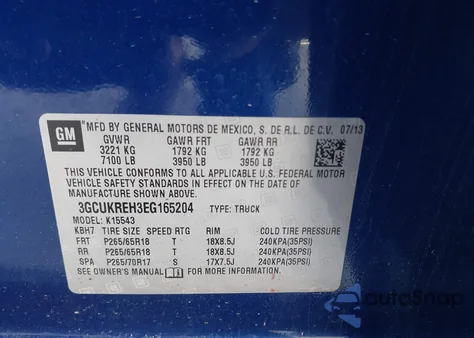 GM MFD BY GENERAL MOTORS DE MEXICO, S. DE R.L. DE C.V. 07/13
GVWR GAWR FRT GAWR RR
3221 KG 1792 KG 1792 KG
7100 LB 3950 LB 3950 LB
THIS VEHICLE CONFORMS TO ALL APPLICABLE U.S. FEDERAL MOTOR
VEHICLE SAFETY AND THEFT PREVENTION STANDARDS IN EFFECT ON THE DATE OF
MANUFACTURE SHOWN ABOVE.
3GCUKREH3EG165204 TYPE: TRUCK
MODEL: K15543
KBH7 TIRE SIZE SPEED RTG RIM COLD TIRE PRESSURE
FRT P265/65R18 T 18X8.5J 240KPA(35PSI)
RR P265/65R18 T 18X8.5J 240KPA(35PSI)
SPA P265/70R17 S 17X7.5J 240KPA(35PSI)
SEE OWNER'S MANUAL FOR MORE INFORMATION.
autoSnap